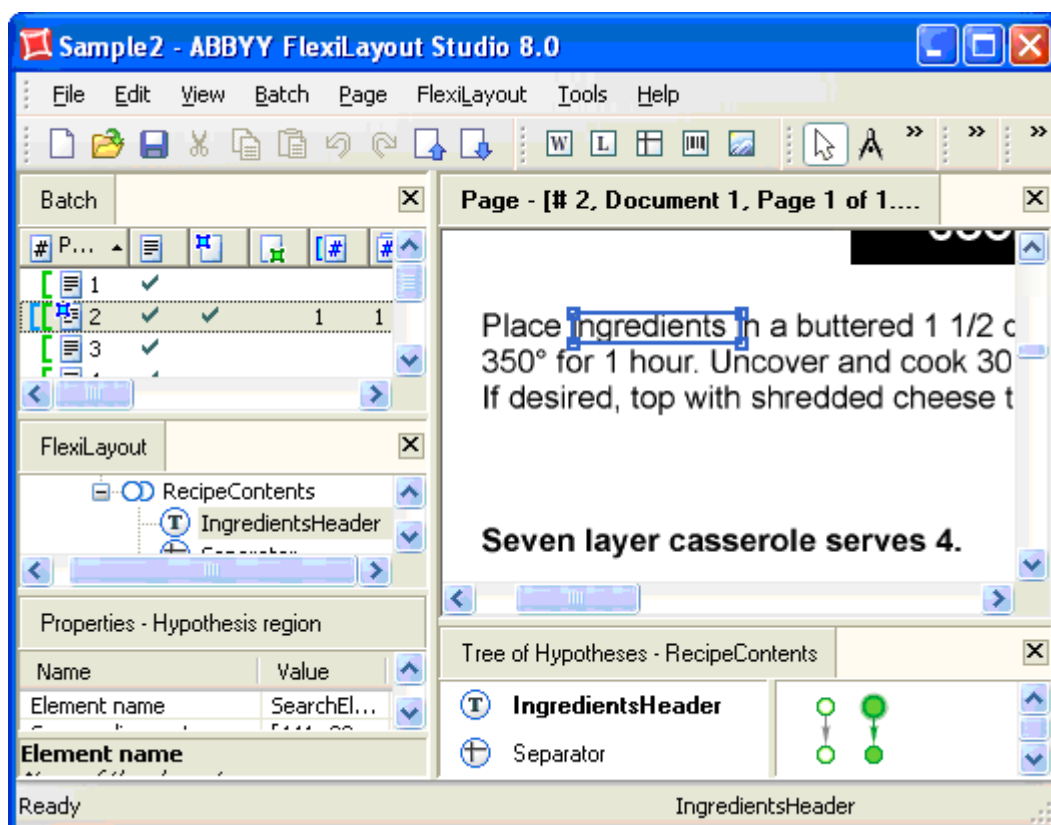 Sample2 - ABBYY FlexiLayout Studio 8.0
File Edit View Batch Page FlexiLayout Tools Help
W L
Batch
# P... [# #
1
2 1 1
3
FlexiLayout
RecipeContents
T IngredientsHeader
Separator
Properties - Hypothesis region
Name Value
Element name SearchEl...
Element name
Page - [# 2, Document 1, Page 1 of 1....
Place ingredients in a buttered 1 1/2
350° for 1 hour. Uncover and cook 30
If desired, top with shredded cheese t
Seven layer casserole serves 4.
Tree of Hypotheses - RecipeContents
T IngredientsHeader
Separator
Ready IngredientsHeader